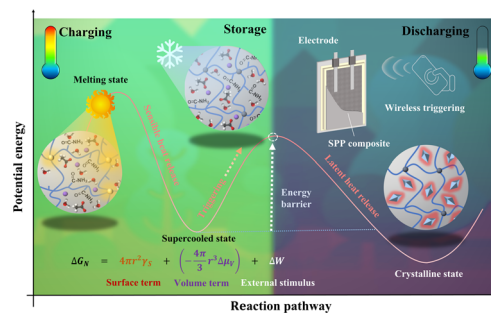 Charging
Storage
Discharging
Melting state
Electrode
Wireless triggering
SPP composite
O=C-NH₂
Latent heat release
Energy
barrier
Supercooled state
Crystalline state
ΔG_N = 4πr²γ_S + (-4π/3 r³Δμ_V) + ΔW
Surface term
Volume term
External stimulus
Potential energy
Reaction pathway